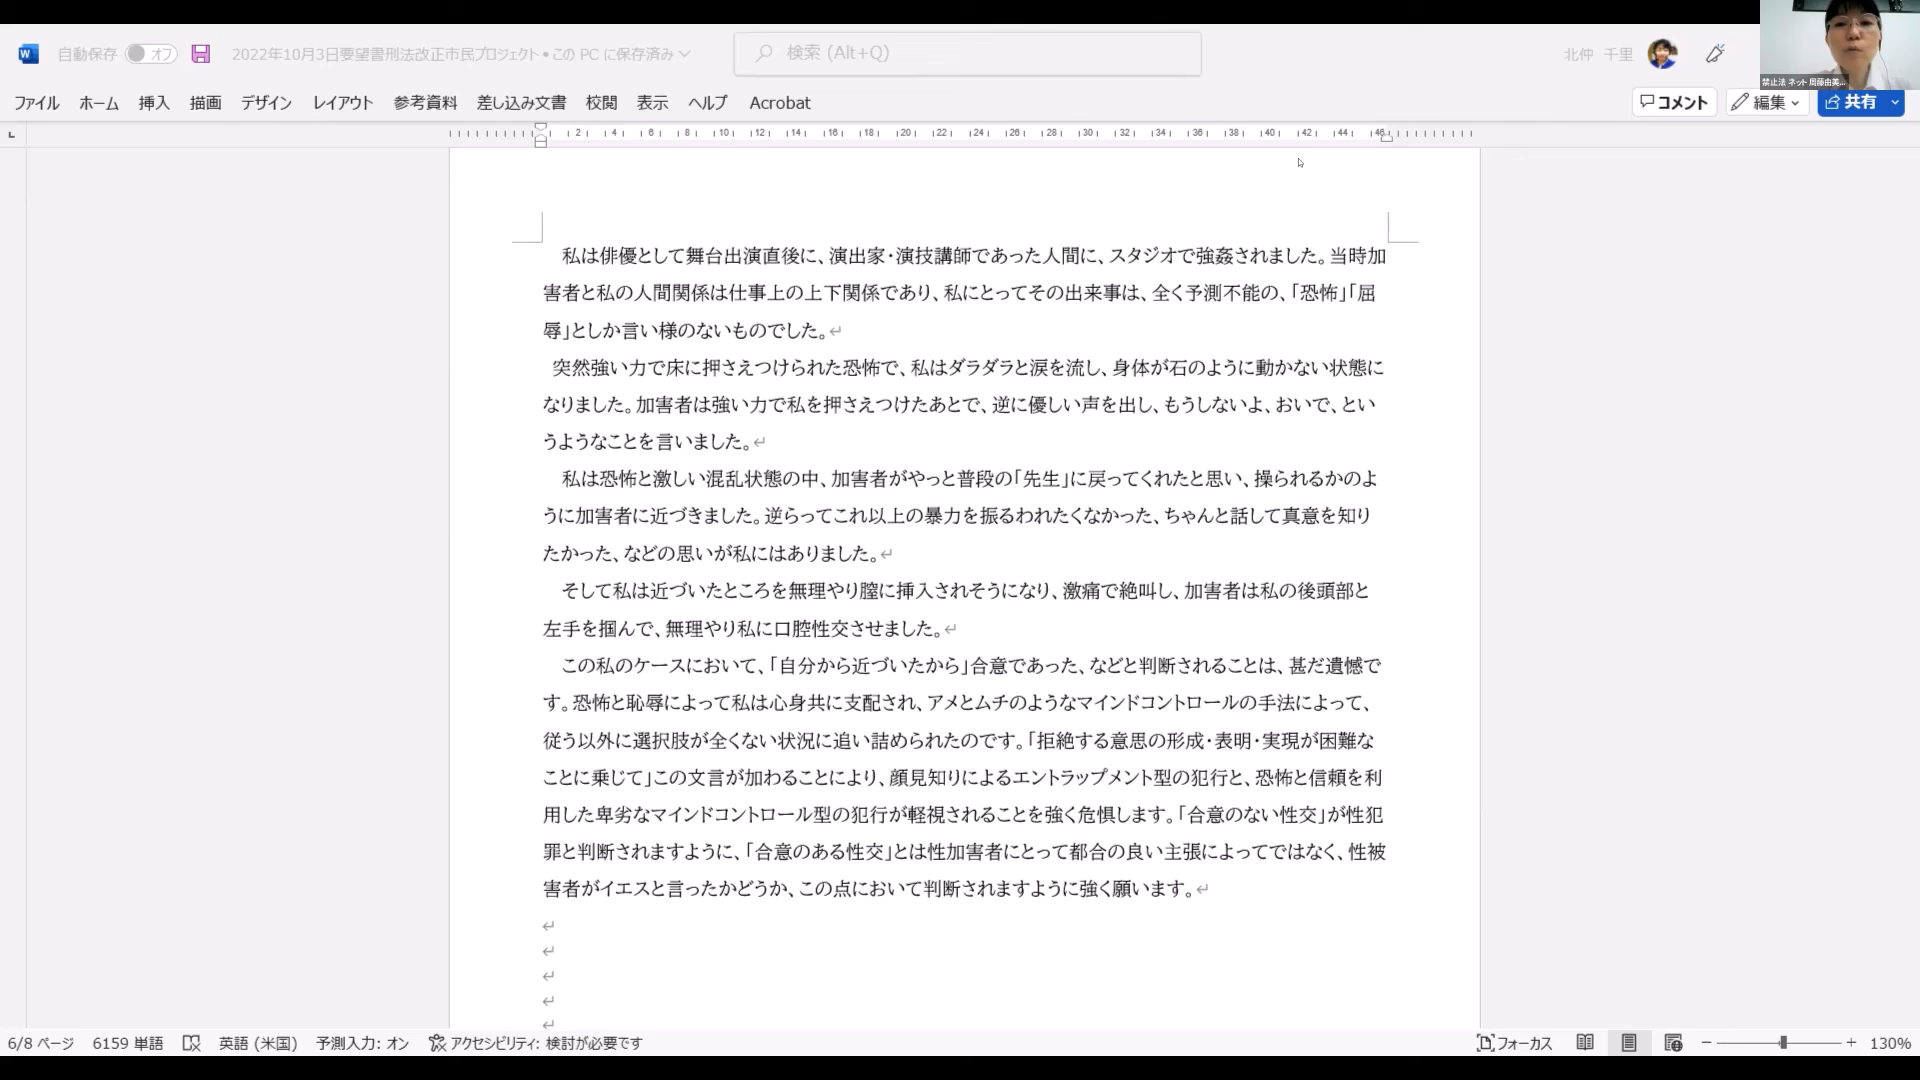 自動保存 オフ 2022年10月3日要望書刑法改正市民プロジェクト • この PC に保存済み 検索 (Alt+Q) 北仲 千里
ファイル ホーム 挿入 描画 デザイン レイアウト 参考資料 差し込み文書 校閲 表示 ヘルプ Acrobat コメント 編集 共有
2 4 6 8 10 12 14 16 18 20 22 24 26 28 30 32 34 36 38 40 42 44 46
私は俳優として舞台出演直後に、演出家・演技講師であった人間に、スタジオで強姦されました。当時加
害者と私の人間関係は仕事上の上下関係であり、私にとってその出来事は、全く予測不能の、「恐怖」「屈
辱」としか言い様のないものでした。
突然強い力で床に押さえつけられた恐怖で、私はダラダラと涙を流し、身体が石のように動かない状態に
なりました。加害者は強い力で私を押さえつけたあとで、逆に優しい声を出し、もうしないよ、おいで、とい
うようなことを言いました。
私は恐怖と激しい混乱状態の中、加害者がやっと普段の「先生」に戻ってくれたと思い、操られるかのよ
うに加害者に近づきました。逆らってこれ以上の暴力を振るわれたくなかった、ちゃんと話して真意を知り
たかった、などの思いが私にはありました。
そして私は近づいたところを無理やり膣に挿入されそうになり、激痛で絶叫し、加害者は私の後頭部と
左手を掴んで、無理やり私に口腔性交させました。
この私のケースにおいて、「自分から近づいたから」合意であった、などと判断されることは、甚だ遺憾で
す。恐怖と恥辱によって私は心身共に支配され、アメとムチのようなマインドコントロールの手法によって、
従う以外に選択肢が全くない状況に追い詰められたのです。「拒絶する意思の形成・表明・実現が困難な
ことに乗じて」この文言が加わることにより、顔見知りによるエントラップメント型の犯行と、恐怖と信頼を利
用した卑劣なマインドコントロール型の犯行が軽視されることを強く危惧します。「合意のない性交」が性犯
罪と判断されますように、「合意のある性交」とは性加害者にとって都合の良い主張によってではなく、性被
害者がイエスと言ったかどうか、この点において判断されますように強く願います。
6/8 ページ 6159 単語 英語 (米国) 予測入力: オン アクセシビリティ: 検討が必要です フォーカス 130%